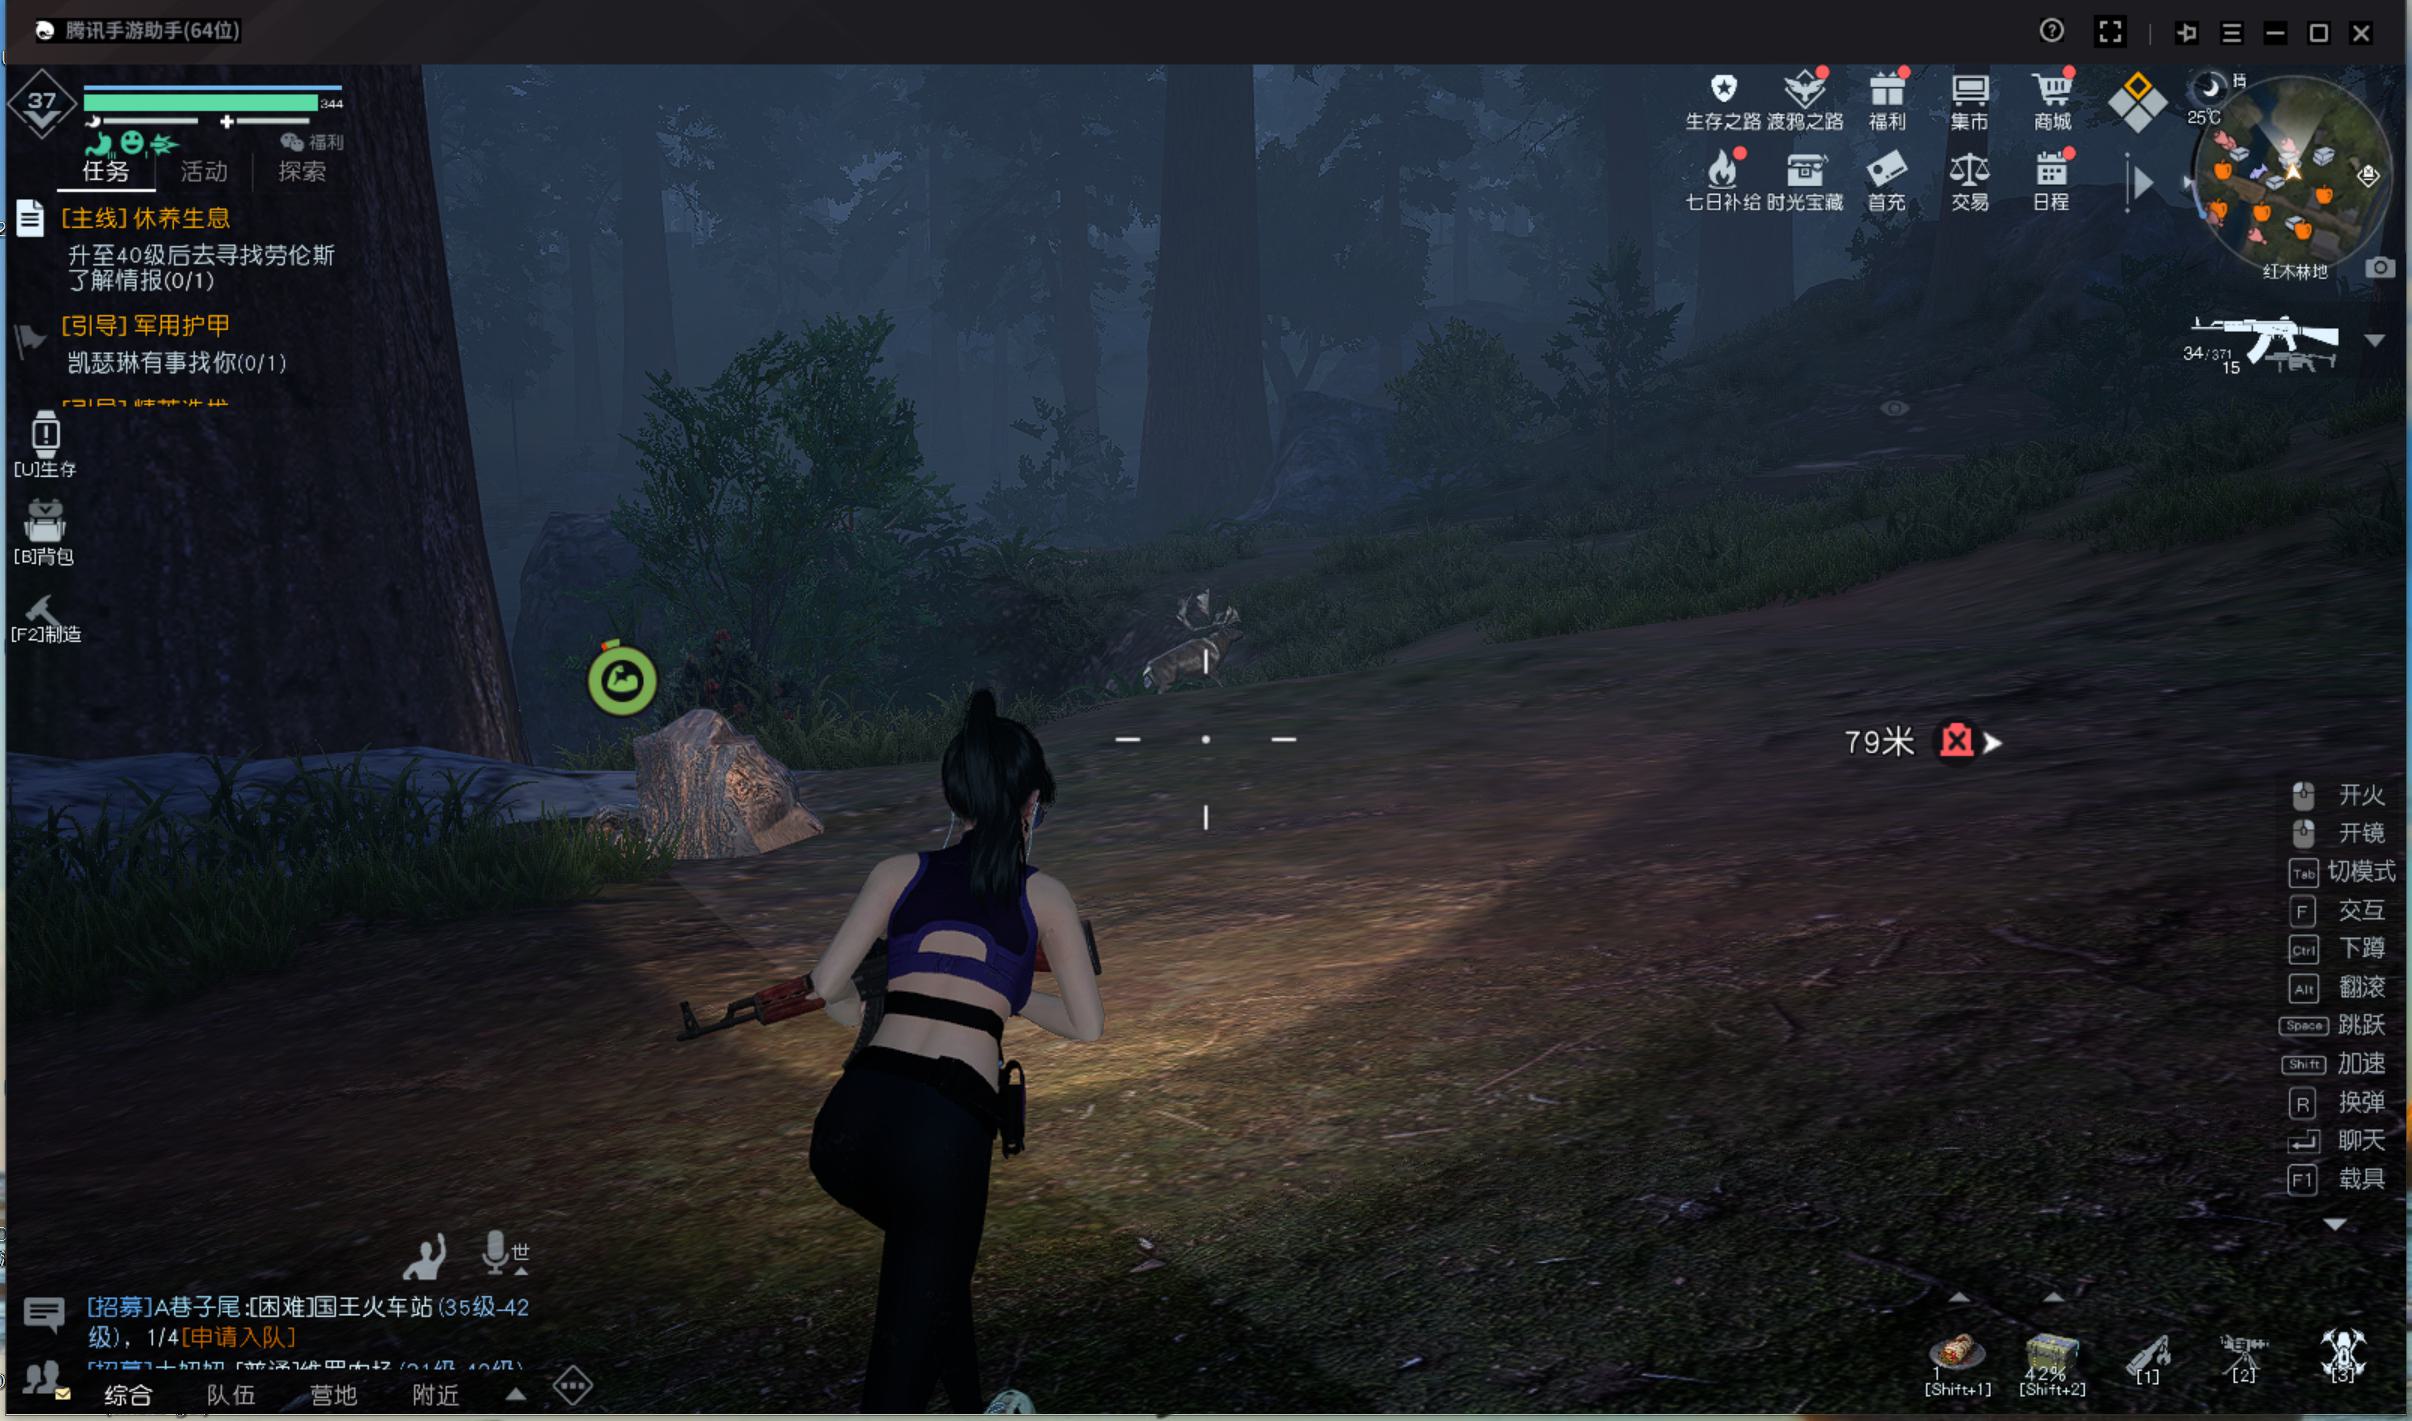 腾讯手游助手(64位)
37
344
福利
任务 活动 探索
[主线] 休养生息
升至40级后去寻找劳伦斯
了解情报(0/1)
[引导] 军用护甲
凯瑟琳有事找你(0/1)
[U]生存
[B]背包
[F2]制造
生存之路 渡鸦之路 福利 集市 商城
七日补给 时光宝藏 首充 交易 日程
晴
25℃
红木林地
34/371
15
79米
开火
开镜
Tab 切模式
F 交互
Ctrl 下蹲
Alt 翻滚
Space 跳跃
Shift 加速
R 换弹
聊天
F1 载具
世
[招募]A巷子尾:[困难]国王火车站(35级-42
级)，1/4[申请入队]
综合 队伍 营地 附近
1
[Shift+1]
42%
[Shift+2]
[1]
[2]
[3]